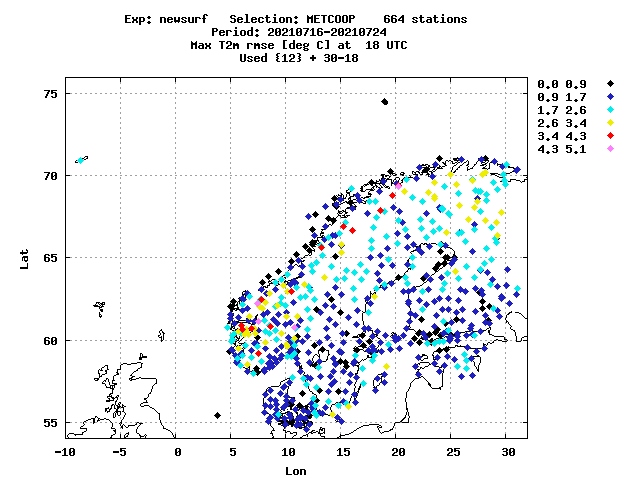 Exp: newsurf   Selection: METCOOP    664 stations
Period: 20210716-20210724
Max T2m rmse [deg C] at  18 UTC
Used {12} + 30-18
0.0 0.9
0.9 1.7
1.7 2.6
2.6 3.4
3.4 4.3
4.3 5.1
75
70
65
60
55
Lat
-10 -5 0 5 10 15 20 25 30
Lon